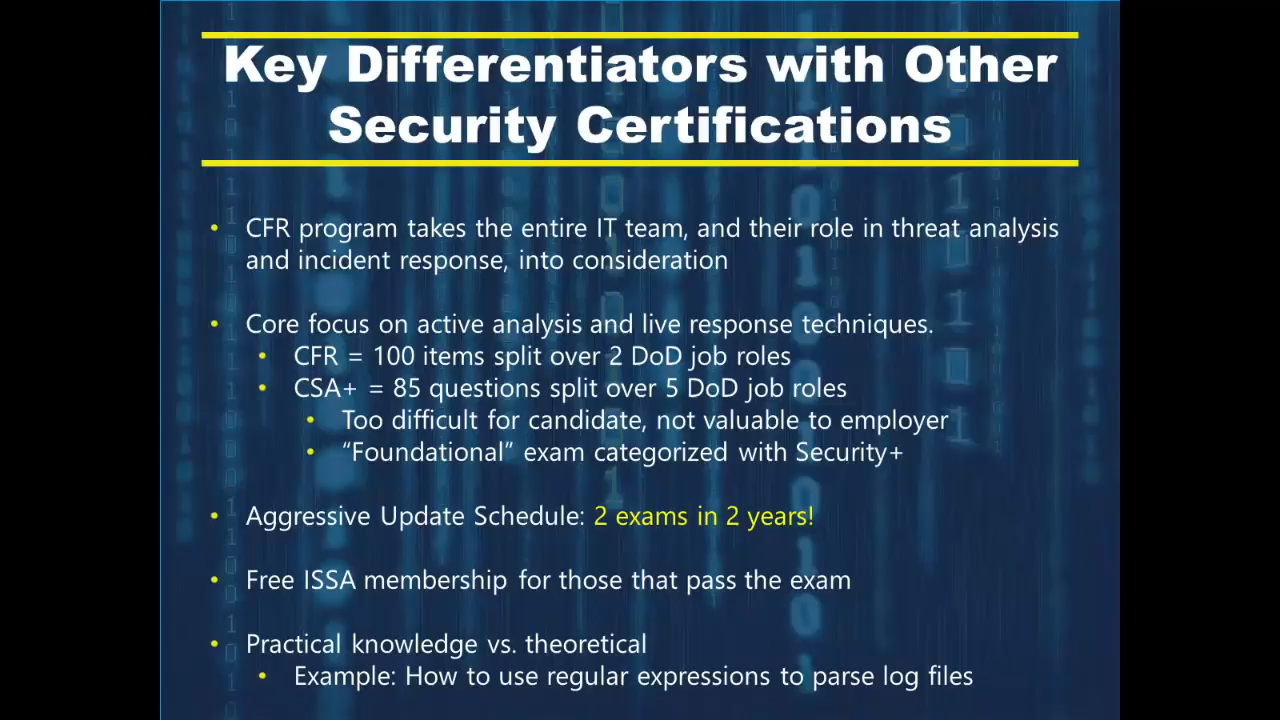 Key Differentiators with Other
Security Certifications
• CFR program takes the entire IT team, and their role in threat analysis
and incident response, into consideration
• Core focus on active analysis and live response techniques.
• CFR = 100 items split over 2 DoD job roles
• CSA+ = 85 questions split over 5 DoD job roles
• Too difficult for candidate, not valuable to employer
• “Foundational” exam categorized with Security+
• Aggressive Update Schedule: 2 exams in 2 years!
• Free ISSA membership for those that pass the exam
• Practical knowledge vs. theoretical
• Example: How to use regular expressions to parse log files